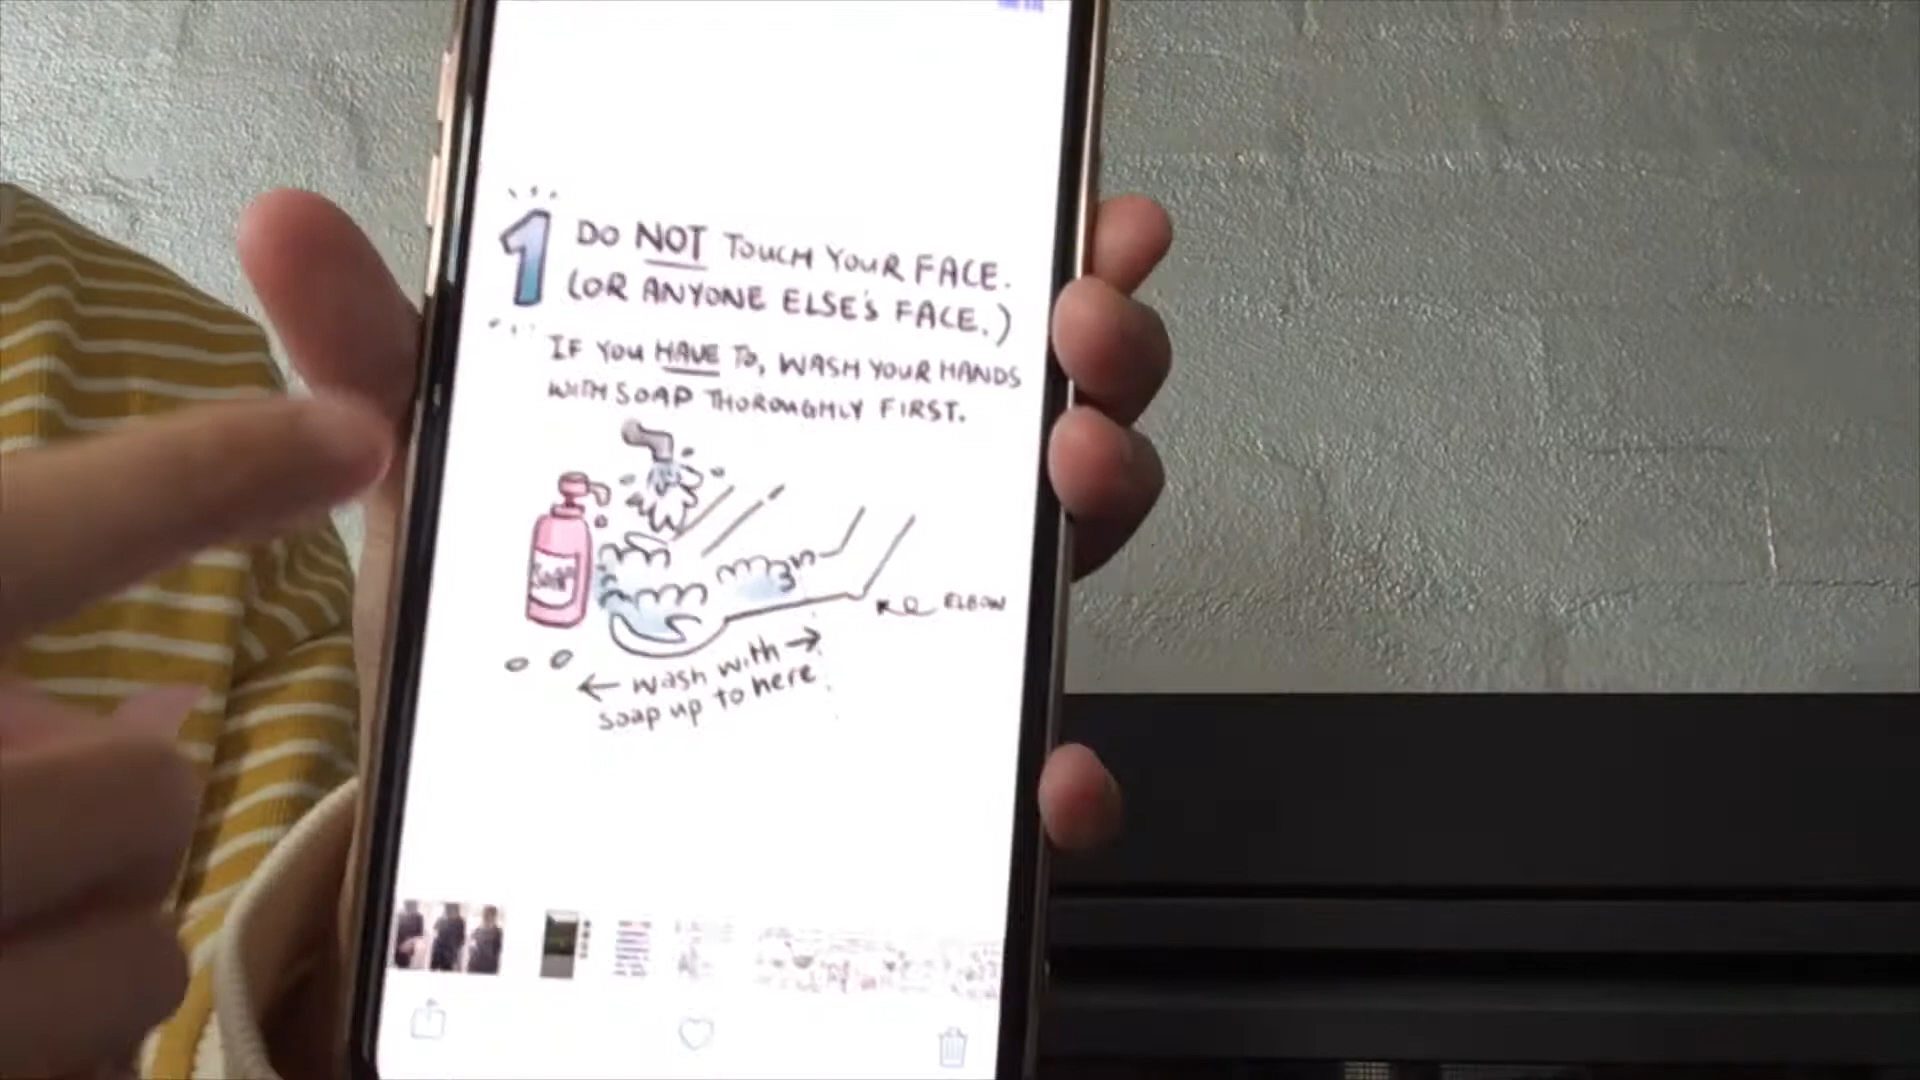 1 DO NOT TOUCH YOUR FACE.
(OR ANYONE ELSE'S FACE.)
IF YOU HAVE TO, WASH YOUR HANDS
WITH SOAP THOROUGHLY FIRST.
SOAP
ELBOW
← wash with →
soap up to here